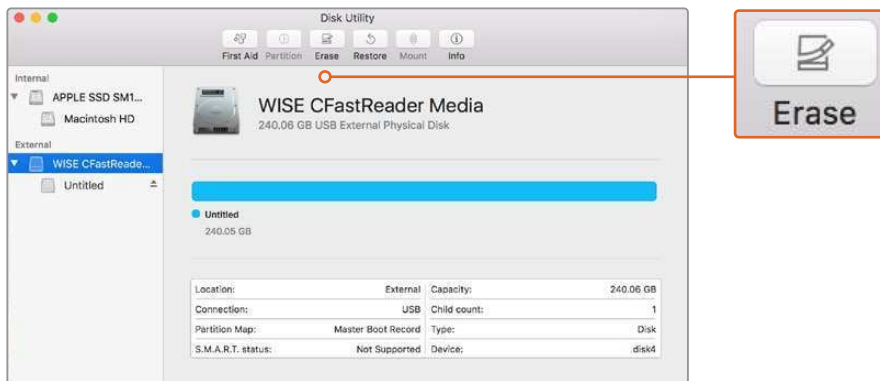 Disk Utility
First Aid Partition Erase Restore Mount Info
Erase
Internal
APPLE SSD SM1...
Macintosh HD
External
WISE CFastReade...
Untitled
WISE CFastReader Media
240.06 GB USB External Physical Disk
Untitled
240.05 GB
Location: External Capacity: 240.06 GB
Connection: USB Child count: 1
Partition Map: Master Boot Record Type: Disk
S.M.A.R.T. status: Not Supported Device: disk4